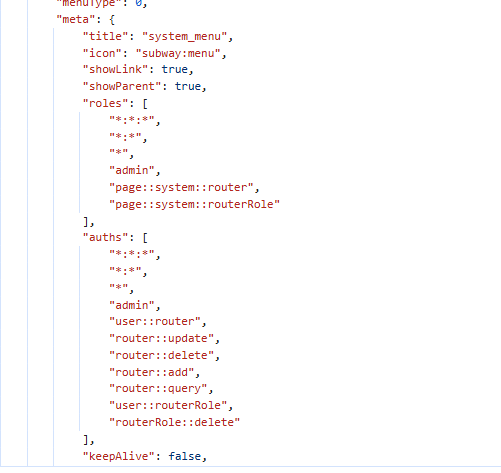 "menuType": 0,
"meta": {
"title": "system_menu",
"icon": "subway:menu",
"showLink": true,
"showParent": true,
"roles": [
"*:*:*",
"*:*",
"*",
"admin",
"page::system::router",
"page::system::routerRole"
],
"auths": [
"*:*:*",
"*:*",
"*",
"admin",
"user::router",
"router::update",
"router::delete",
"router::add",
"router::query",
"user::routerRole",
"routerRole::delete"
],
"keepAlive": false,